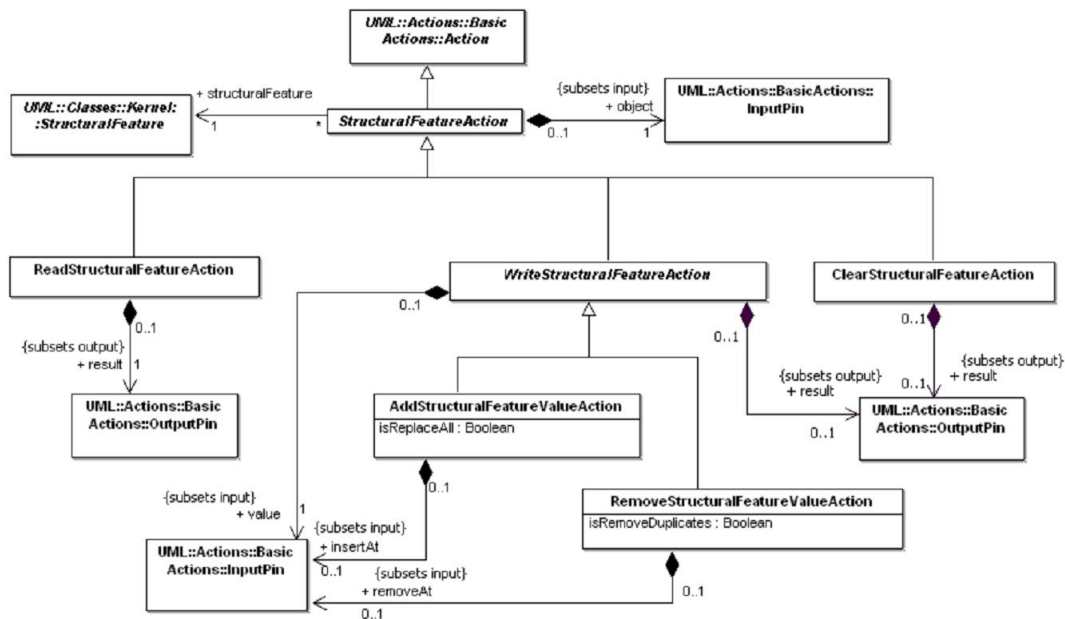 UML::Actions::Basic
Actions::Action
UML::Classes::Kernel:
:StructuralFeature
+ structuralFeature
1
*
StructuralFeatureAction
0..1
{subsets input}
+ object
1
UML::Actions::BasicActions::
InputPin
ReadStructuralFeatureAction
0..1
{subsets output}
+ result
1
UML::Actions::Basic
Actions::OutputPin
WriteStructuralFeatureAction
0..1
0..1
ClearStructuralFeatureAction
0..1
{subsets output}
+ result
0..1
{subsets output}
+ result
0..1
UML::Actions::Basic
Actions::OutputPin
AddStructuralFeatureValueAction
isReplaceAll : Boolean
0..1
RemoveStructuralFeatureValueAction
isRemoveDuplicates : Boolean
0..1
{subsets input}
+ value
1
{subsets input}
+ insertAt
0..1
{subsets input}
+ removeAt
0..1
UML::Actions::Basic
Actions::InputPin